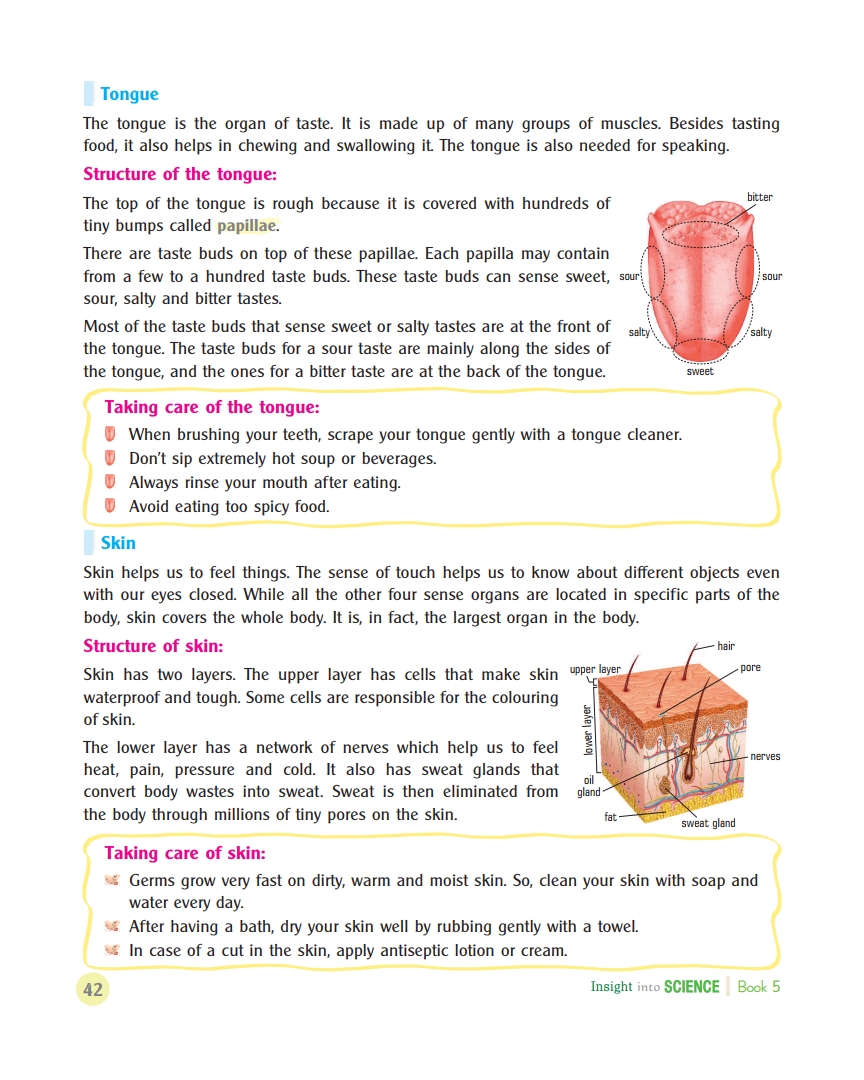 Tongue
The tongue is the organ of taste. It is made up of many groups of muscles. Besides tasting
food, it also helps in chewing and swallowing it. The tongue is also needed for speaking.
Structure of the tongue:
The top of the tongue is rough because it is covered with hundreds of
tiny bumps called papillae.
There are taste buds on top of these papillae. Each papilla may contain
from a few to a hundred taste buds. These taste buds can sense sweet,
sour, salty and bitter tastes.
Most of the taste buds that sense sweet or salty tastes are at the front of
the tongue. The taste buds for a sour taste are mainly along the sides of
the tongue, and the ones for a bitter taste are at the back of the tongue.
bitter
sour
sour
salty
salty
sweet
Taking care of the tongue:
When brushing your teeth, scrape your tongue gently with a tongue cleaner.
Don't sip extremely hot soup or beverages.
Always rinse your mouth after eating.
Avoid eating too spicy food.
Skin
Skin helps us to feel things. The sense of touch helps us to know about different objects even
with our eyes closed. While all the other four sense organs are located in specific parts of the
body, skin covers the whole body. It is, in fact, the largest organ in the body.
Structure of skin:
Skin has two layers. The upper layer has cells that make skin
waterproof and tough. Some cells are responsible for the colouring
of skin.
The lower layer has a network of nerves which help us to feel
heat, pain, pressure and cold. It also has sweat glands that
convert body wastes into sweat. Sweat is then eliminated from
the body through millions of tiny pores on the skin.
hair
upper layer
pore
lower layer
nerves
oil
gland
fat
sweat gland
Taking care of skin:
Germs grow very fast on dirty, warm and moist skin. So, clean your skin with soap and
water every day.
After having a bath, dry your skin well by rubbing gently with a towel.
In case of a cut in the skin, apply antiseptic lotion or cream.
42
Insight into SCIENCE Book 5